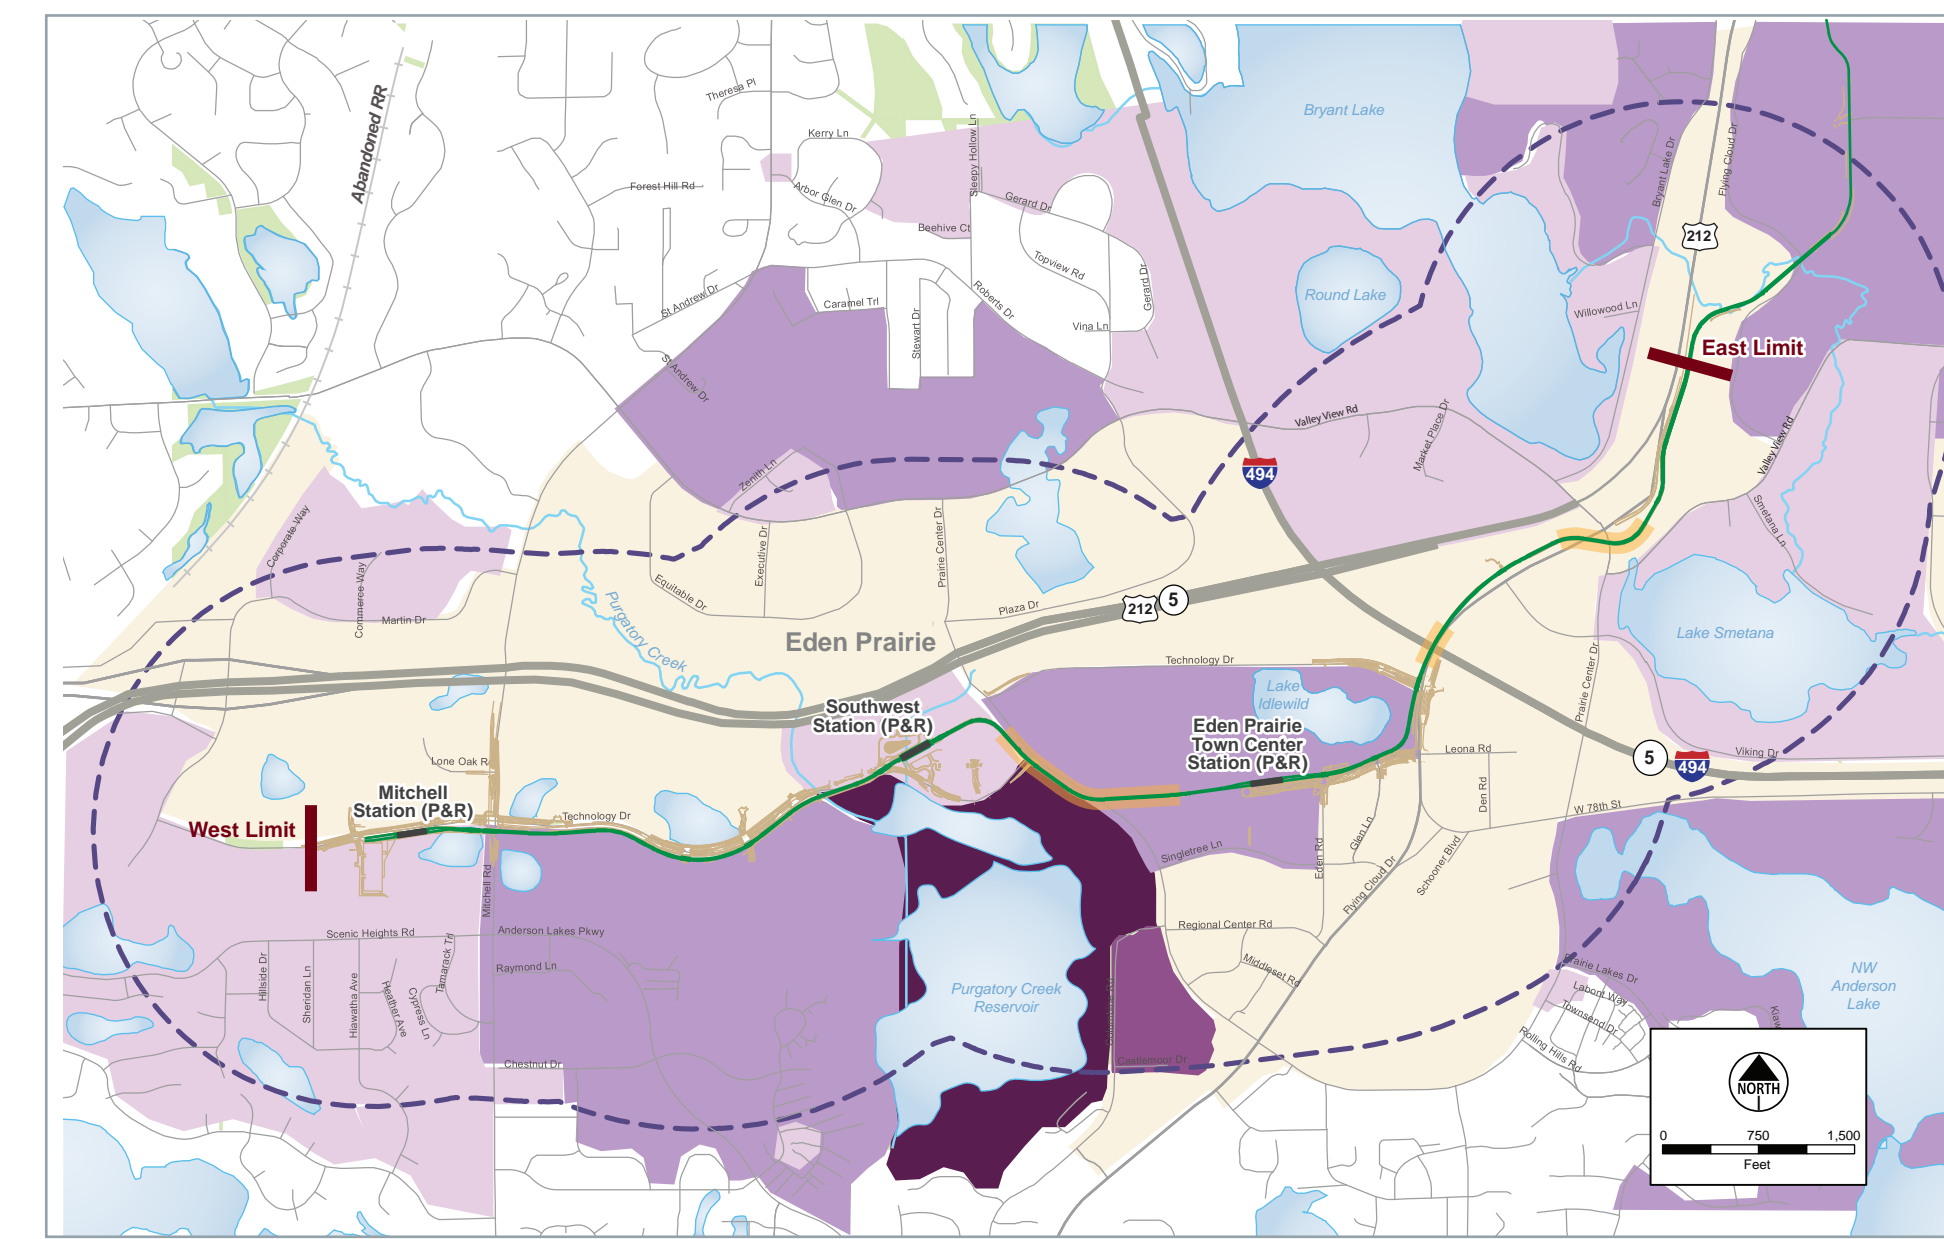 Theresa Pl
Kerry Ln
Abandoned RR
Sleepy Hollow Ln
Bryant Lake
Forest Hill Rd
Arbor Glen Dr
Gerard Dr
Bryant Lake Dr
Flying Cloud Dr
Beehive Ct
212
Topview Rd
Gerard Dr
Round Lake
St Andrew Dr
Caramel Trl
Roberts Dr
Stewart Dr
Vina Ln
Willowood Ln
East Limit
St Andrew Dr
Valley View Rd
Market Place Dr
Valley View Rd
Zenith Ln
494
Smetana Ln
Corporate Way
Executive Dr
Prairie Center Dr
Commerce Way
Equitable Dr
Martin Dr
Purgatory Creek
Plaza Dr
212
5
Eden Prairie
Lake Smetana
Technology Dr
Prairie Center Dr
Lake
Idlewild
Southwest
Station (P&R)
Eden Prairie
Town Center
Station (P&R)
Leona Rd
Viking Dr
5
494
Lone Oak R
Mitchell
Station (P&R)
Den Rd
W 78th St
West Limit
Technology Dr
Singletree Ln
Eden Rd
Glen Ln
Schooner Blvd
Flying Cloud Dr
Mitchell Rd
Scenic Heights Rd
Anderson Lakes Pkwy
Regional Center Rd
Raymond Ln
Middleset Rd
Hillside Dr
Sheridan Ln
Hiawatha Ave
Heather Ave
Cypress Ln
Tamarack Trl
Purgatory Creek
Reservoir
Prairie Lakes Dr
Labont Way
Townsend Dr
Rolling Hills Rd
NW
Anderson
Lake
Chestnut Dr
Castlemoor Dr
NORTH
0 750 1,500
Feet